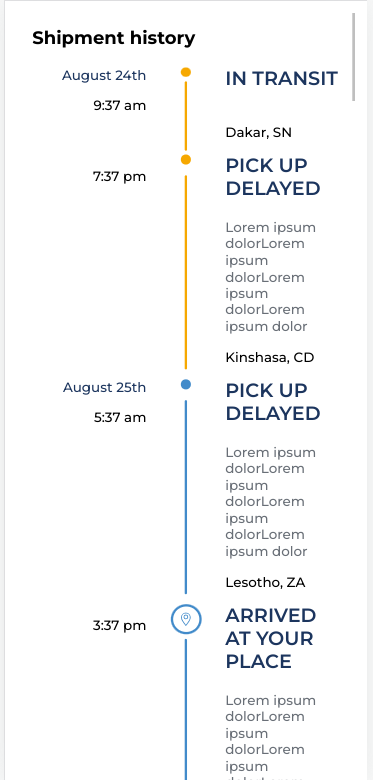 Shipment history
August 24th
IN TRANSIT
9:37 am
Dakar, SN
7:37 pm
PICK UP
DELAYED
Lorem ipsum
dolorLorem
ipsum
dolorLorem
ipsum
dolorLorem
ipsum dolor
Kinshasa, CD
August 25th
PICK UP
DELAYED
5:37 am
Lorem ipsum
dolorLorem
ipsum
dolorLorem
ipsum
dolorLorem
ipsum dolor
Lesotho, ZA
3:37 pm
ARRIVED
AT YOUR
PLACE
Lorem ipsum
dolorLorem
ipsum
dolorLorem
ipsum